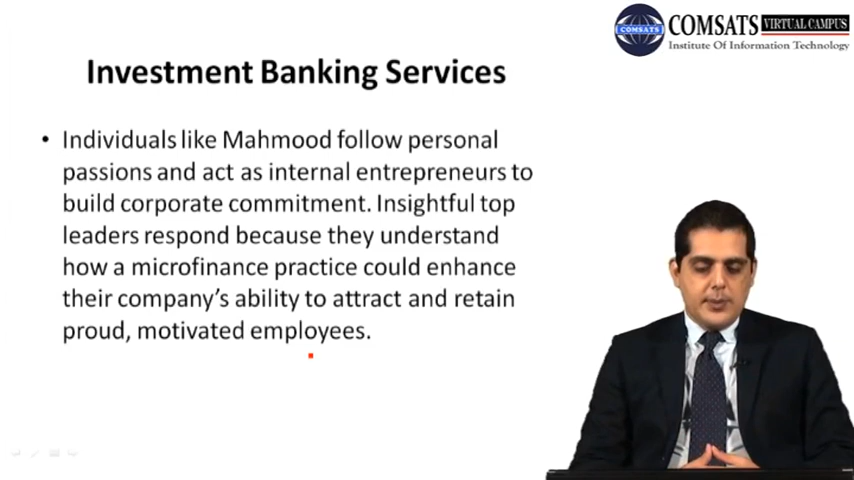 COMSATS VIRTUAL CAMPUS
COMSATS
Institute Of Information Technology
Investment Banking Services
• Individuals like Mahmood follow personal
passions and act as internal entrepreneurs to
build corporate commitment. Insightful top
leaders respond because they understand
how a microfinance practice could enhance
their company's ability to attract and retain
proud, motivated employees.